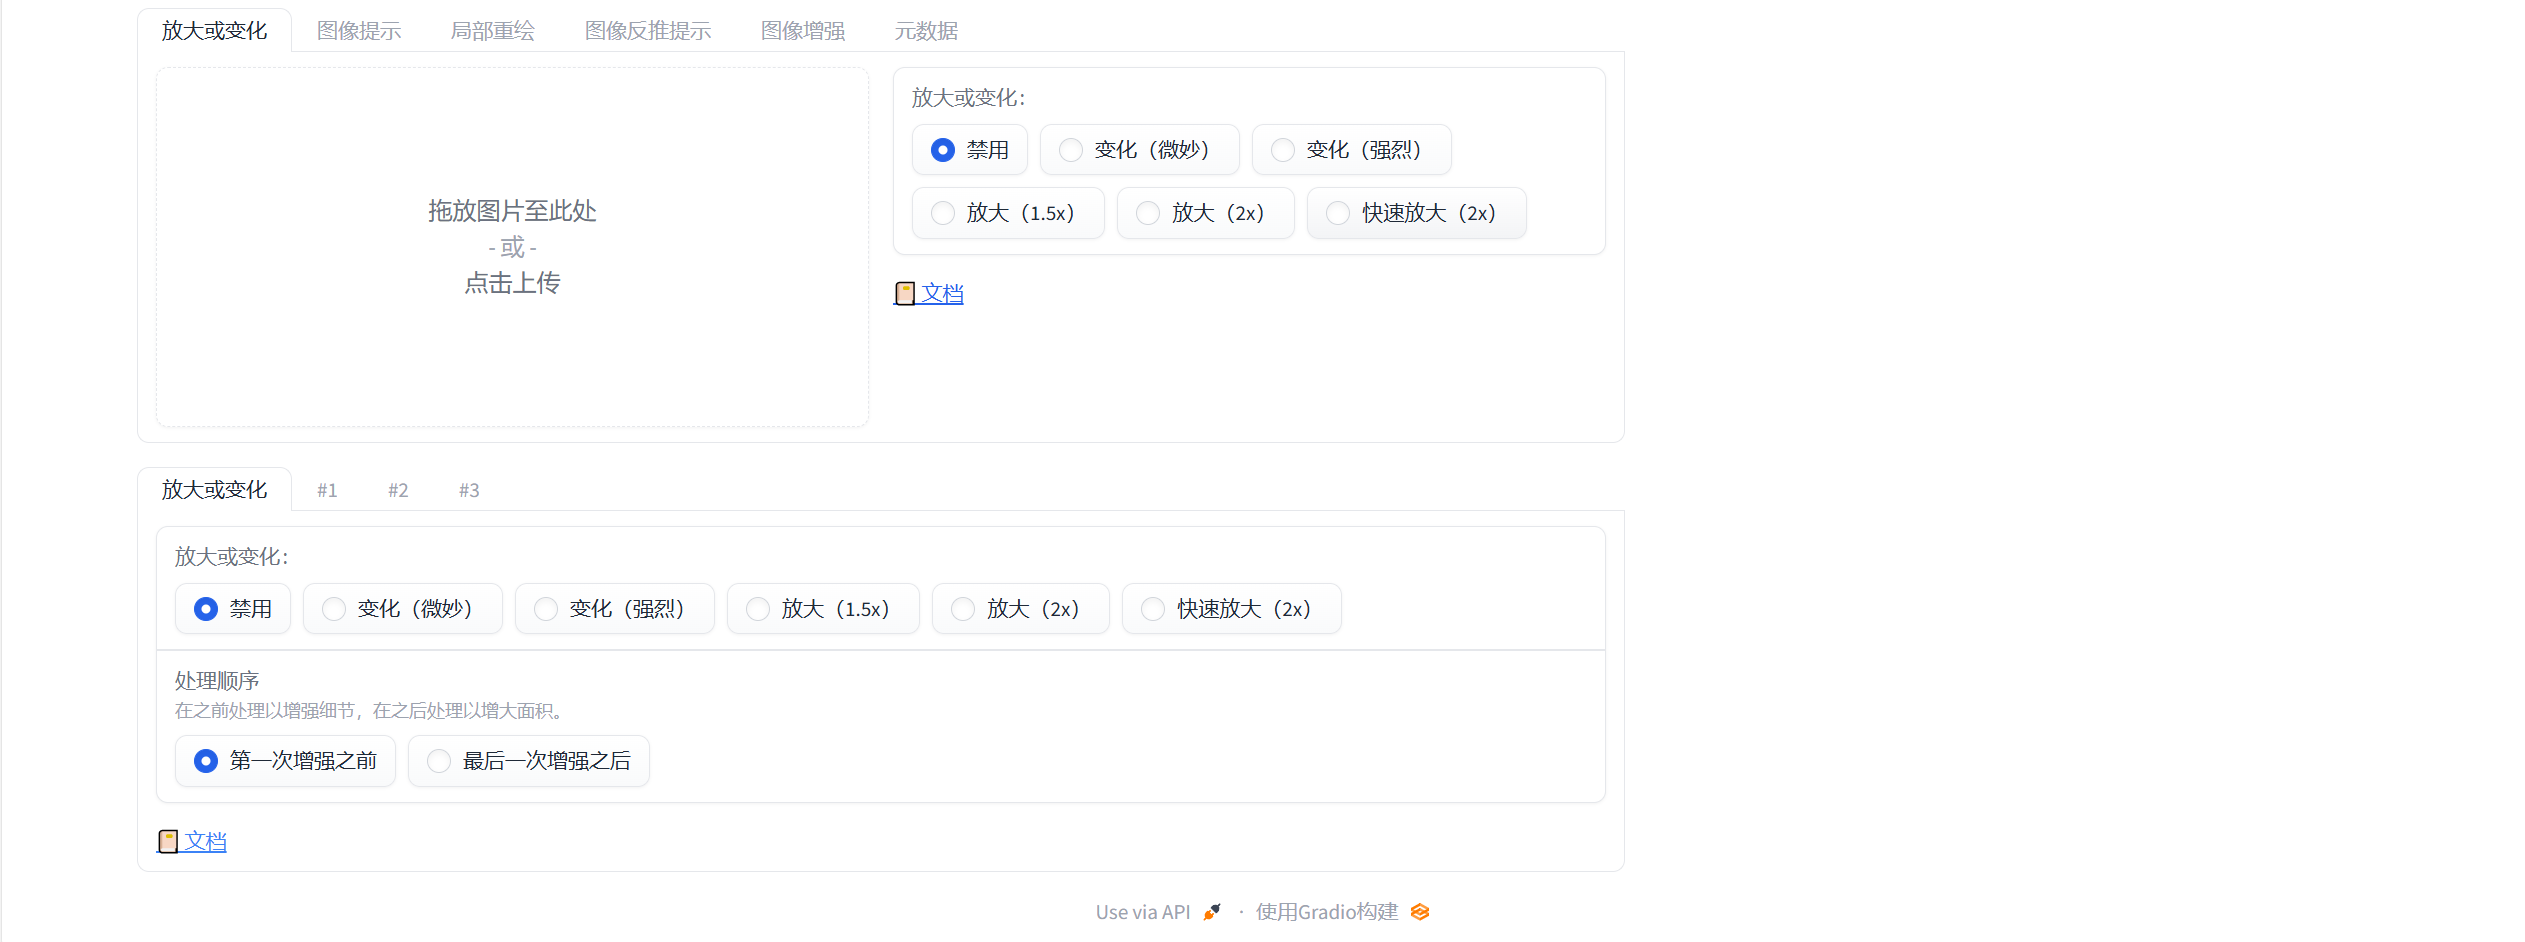 放大或变化 图像提示 局部重绘 图像反推提示 图像增强 元数据
拖放图片至此处
- 或 -
点击上传
放大或变化：
禁用 变化（微妙） 变化（强烈）
放大（1.5x） 放大（2x） 快速放大（2x）
文档
放大或变化 #1 #2 #3
放大或变化：
禁用 变化（微妙） 变化（强烈） 放大（1.5x） 放大（2x） 快速放大（2x）
处理顺序
在之前处理以增强细节，在之后处理以增大面积。
第一次增强之前 最后一次增强之后
文档
Use via API · 使用Gradio构建